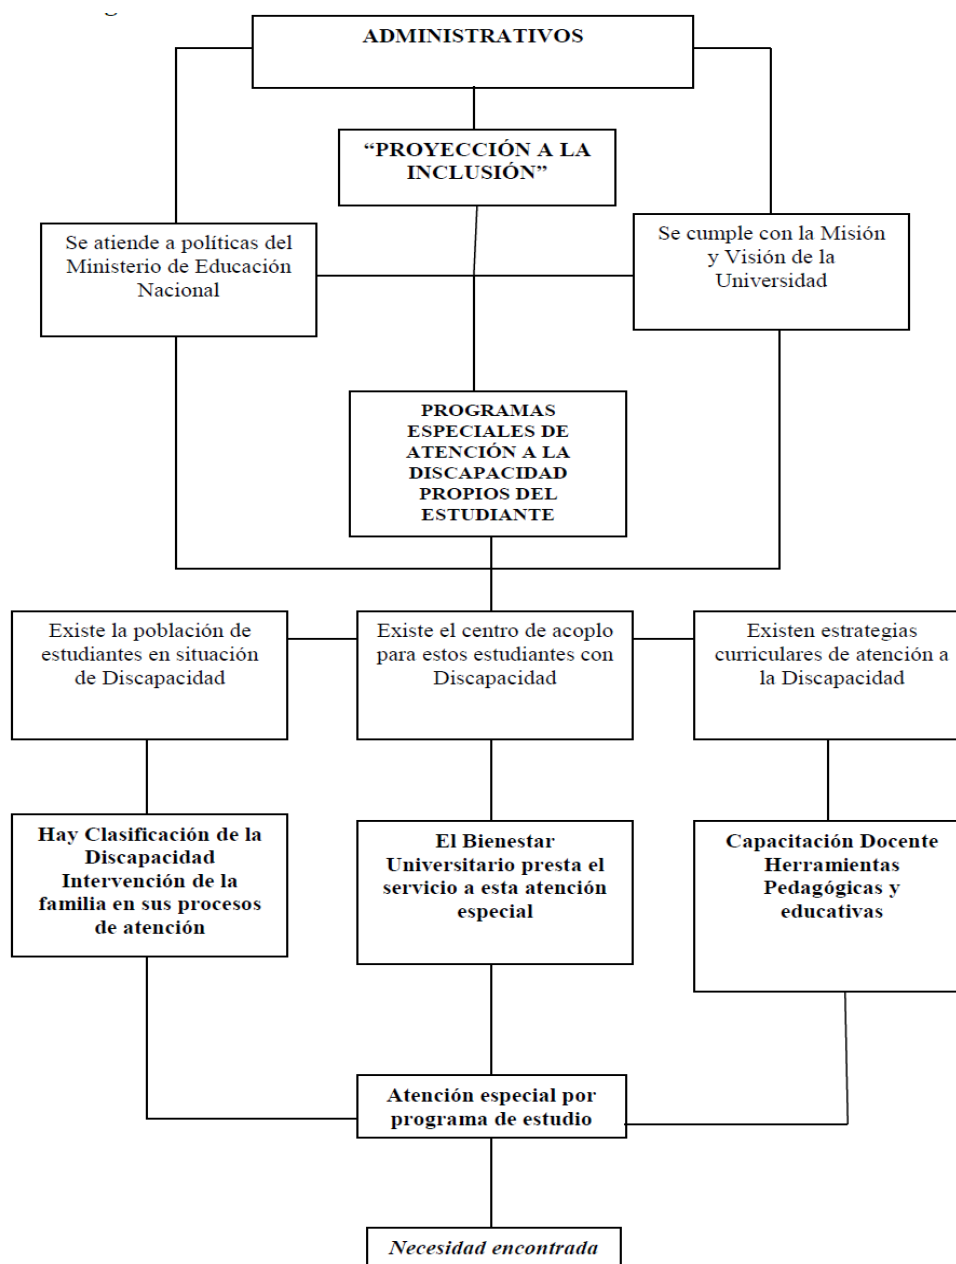 ADMINISTRATIVOS
“PROYECCIÓN A LA
INCLUSIÓN”
Se atiende a políticas del
Ministerio de Educación
Nacional
Se cumple con la Misión
y Visión de la
Universidad
PROGRAMAS
ESPECIALES DE
ATENCIÓN A LA
DISCAPACIDAD
PROPIOS DEL
ESTUDIANTE
Existe la población de
estudiantes en situación
de Discapacidad
Existe el centro de acoplo
para estos estudiantes con
Discapacidad
Existen estrategias
curriculares de atención a
la Discapacidad
Hay Clasificación de la
Discapacidad
Intervención de la
familia en sus procesos
de atención
El Bienestar
Universitario presta el
servicio a esta atención
especial
Capacitación Docente
Herramientas
Pedagógicas y
educativas
Atención especial por
programa de estudio
Necesidad encontrada